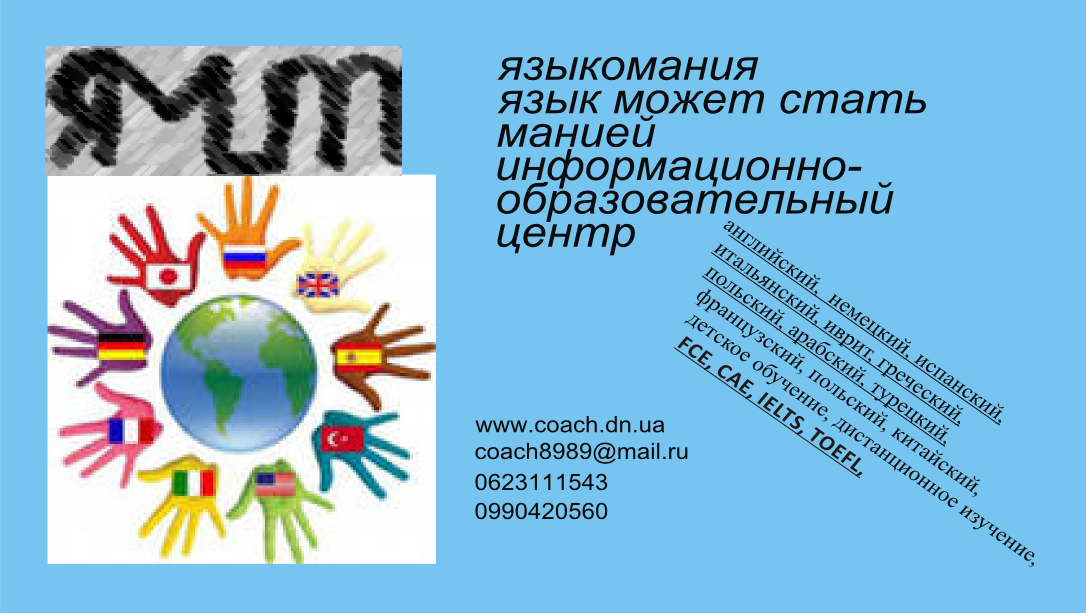 языкомания
язык может стать
манией
информационно-
образовательный
центр
английский, немецкий, испанский,
итальянский, иврит, греческий,
польский, арабский, турецкий,
французский, польский, китайский,
детское обучение, дистанционное изучение,
FCE, CAE, IELTS, TOEFL,
www.coach.dn.ua
coach8989@mail.ru
0623111543
0990420560